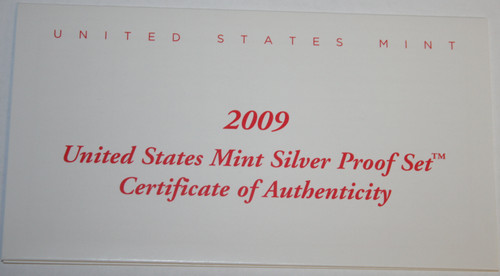 UNITED STATES MINT
2009
United States Mint Silver Proof Set™
Certificate of Authenticity